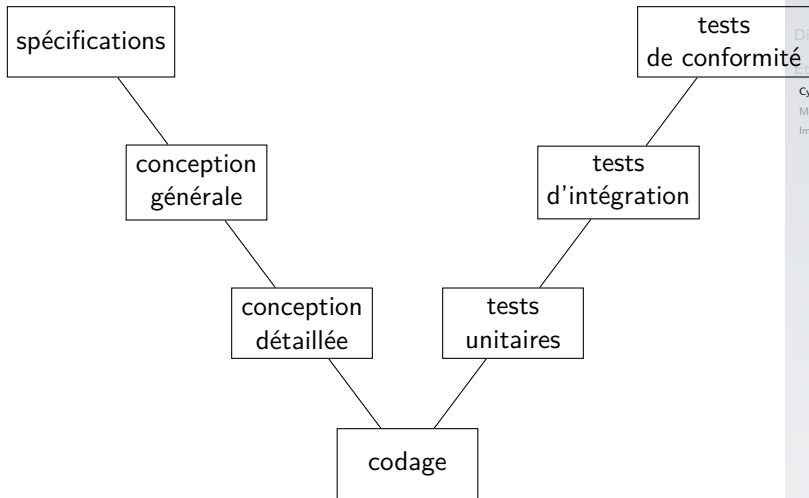 spécifications
tests
de conformité
conception
générale
tests
d'intégration
conception
détaillée
tests
unitaires
codage